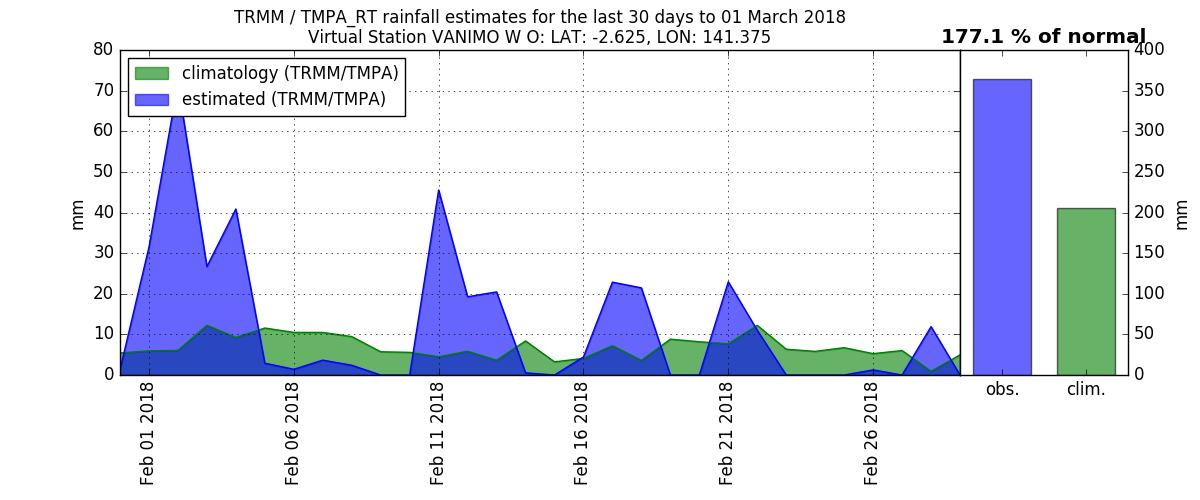 TRMM / TMPA_RT rainfall estimates for the last 30 days to 01 March 2018
Virtual Station VANIMO W O: LAT: -2.625, LON: 141.375
177.1 % of normal
climatology (TRMM/TMPA)
estimated (TRMM/TMPA)
80
70
60
50
40
30
20
10
0
mm
Feb 01 2018
Feb 06 2018
Feb 11 2018
Feb 16 2018
Feb 21 2018
Feb 26 2018
400
350
300
250
200
150
100
50
0
mm
obs.
clim.